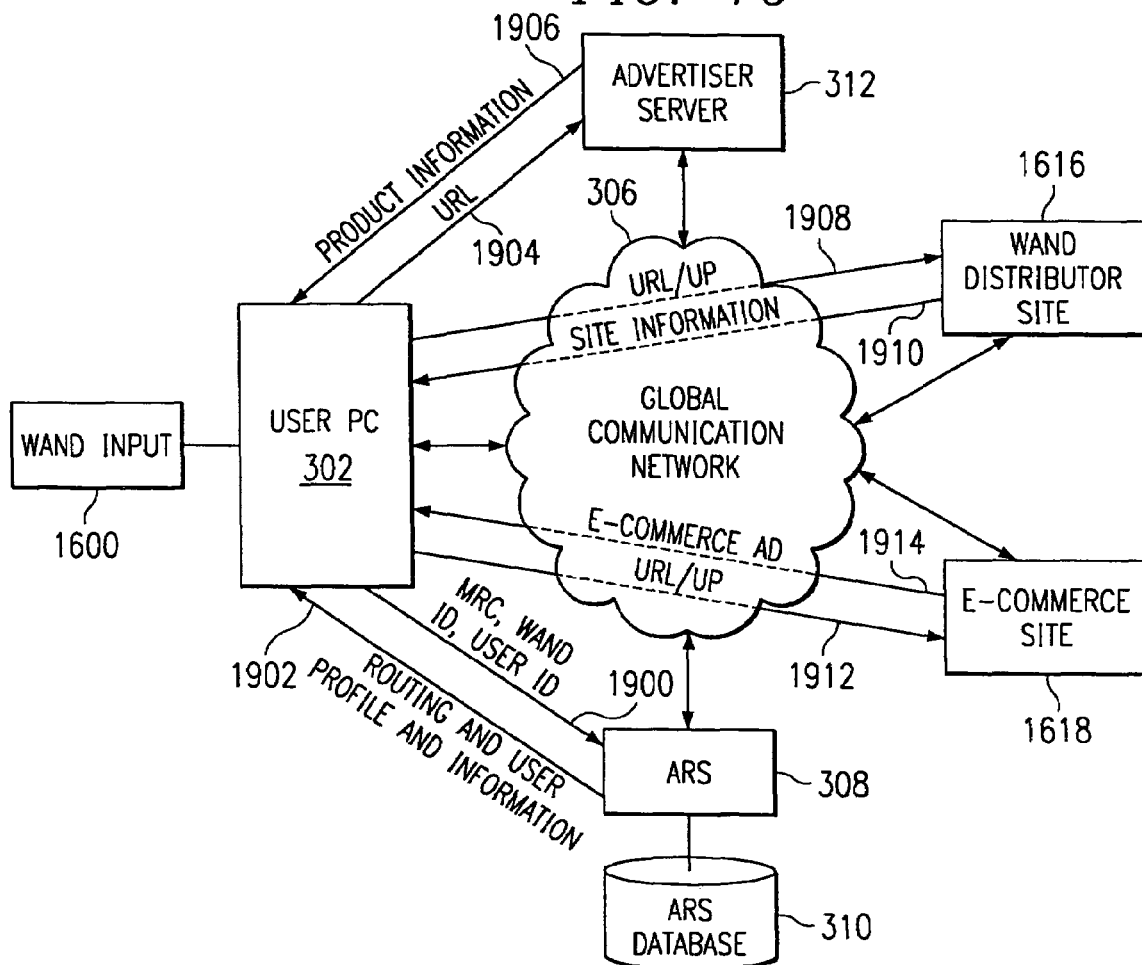 1906
ADVERTISER
SERVER
312
PRODUCT INFORMATION
URL
1904
306
1908
1616
WAND
DISTRIBUTOR
SITE
URL/UP
SITE INFORMATION
1910
USER PC
302
GLOBAL
COMMUNICATION
NETWORK
WAND INPUT
1600
E-COMMERCE AD
URL/UP
1914
E-COMMERCE
SITE
1912
1618
MRC, WAND
ID, USER ID
1902
1900
ROUTING AND USER
PROFILE AND INFORMATION
ARS
308
ARS
DATABASE
310